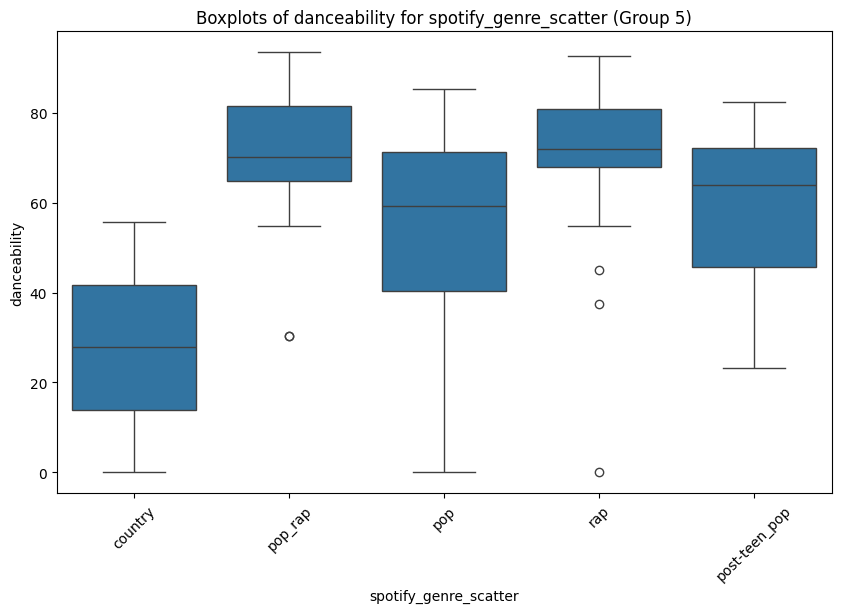 Boxplots of danceability for spotify_genre_scatter (Group 5)
danceability
80
60
40
20
0
country
pop_rap
pop
rap
post-teen_pop
spotify_genre_scatter